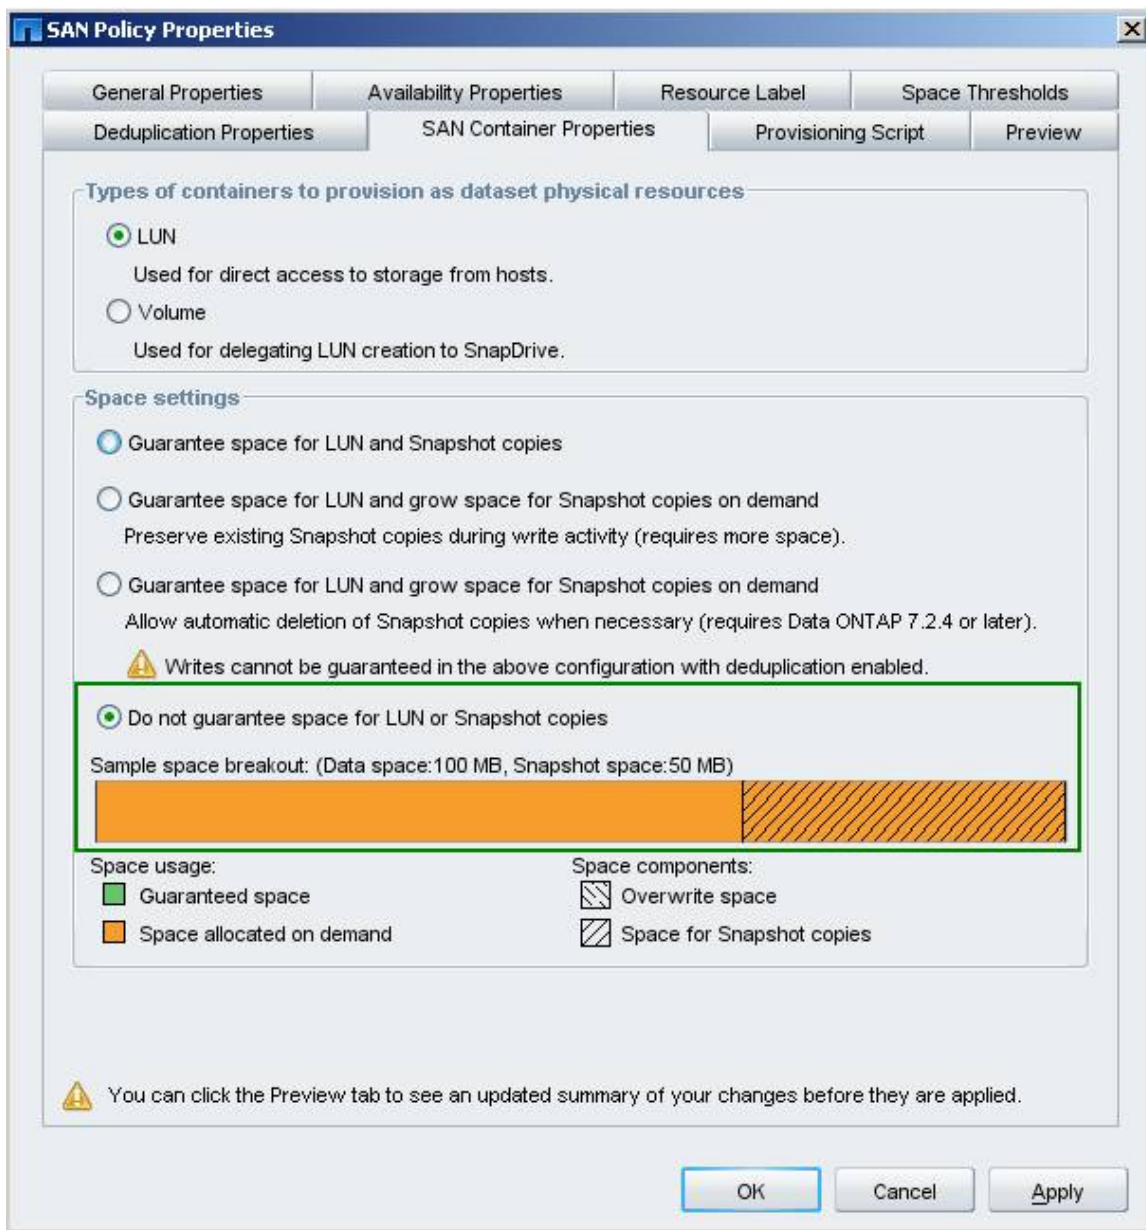 SAN Policy Properties
General Properties
Availability Properties
Resource Label
Space Thresholds
Deduplication Properties
SAN Container Properties
Provisioning Script
Preview
Types of containers to provision as dataset physical resources
LUN
Used for direct access to storage from hosts.
Volume
Used for delegating LUN creation to SnapDrive.
Space settings
Guarantee space for LUN and Snapshot copies
Guarantee space for LUN and grow space for Snapshot copies on demand
Preserve existing Snapshot copies during write activity (requires more space).
Guarantee space for LUN and grow space for Snapshot copies on demand
Allow automatic deletion of Snapshot copies when necessary (requires Data ONTAP 7.2.4 or later).
Writes cannot be guaranteed in the above configuration with deduplication enabled.
Do not guarantee space for LUN or Snapshot copies
Sample space breakout: (Data space:100 MB, Snapshot space:50 MB)
Space usage:
Space components:
Guaranteed space
Overwrite space
Space allocated on demand
Space for Snapshot copies
You can click the Preview tab to see an updated summary of your changes before they are applied.
OK
Cancel
Apply